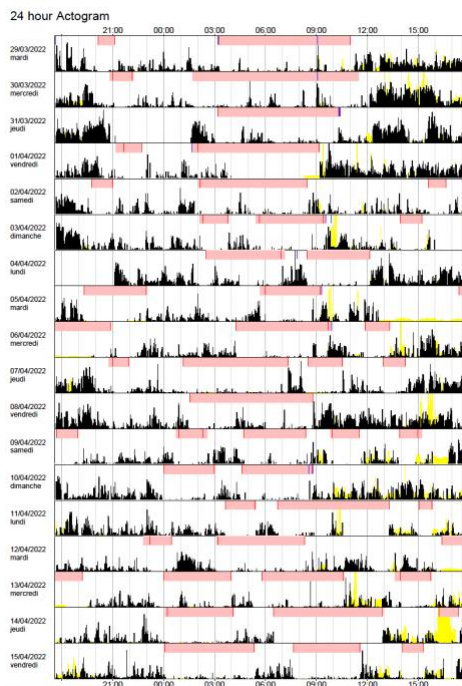 24 hour Actogram
21:00 00:00 03:00 06:00 09:00 12:00 15:00
29/03/2022
mardi
30/03/2022
mercredi
31/03/2022
jeudi
01/04/2022
vendredi
02/04/2022
samedi
03/04/2022
dimanche
04/04/2022
lundi
05/04/2022
mardi
06/04/2022
mercredi
07/04/2022
jeudi
08/04/2022
vendredi
09/04/2022
samedi
10/04/2022
dimanche
11/04/2022
lundi
12/04/2022
mardi
13/04/2022
mercredi
14/04/2022
jeudi
15/04/2022
vendredi
21:00 00:00 03:00 06:00 09:00 12:00 15:00